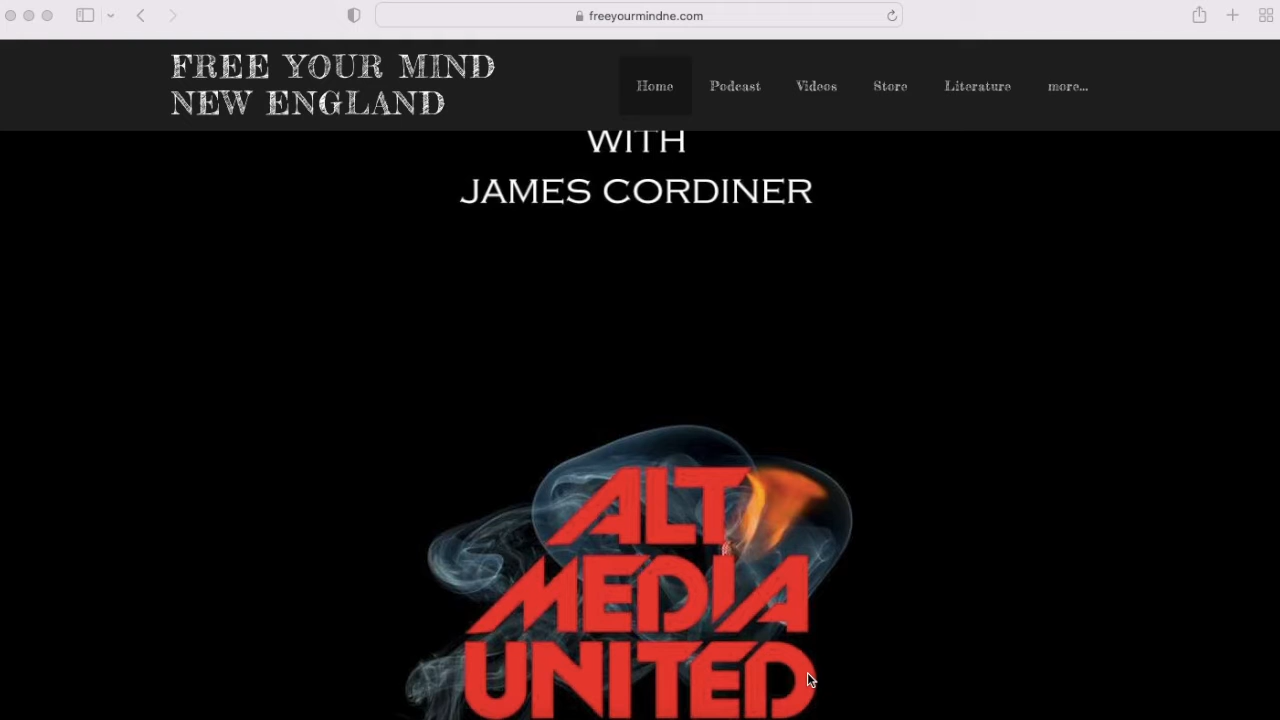 freeyourmindne.com
FREE YOUR MIND
NEW ENGLAND
Home Podcast Videos Store Literature more...
WITH
JAMES CORDINER
ALT
MEDIA
UNITED